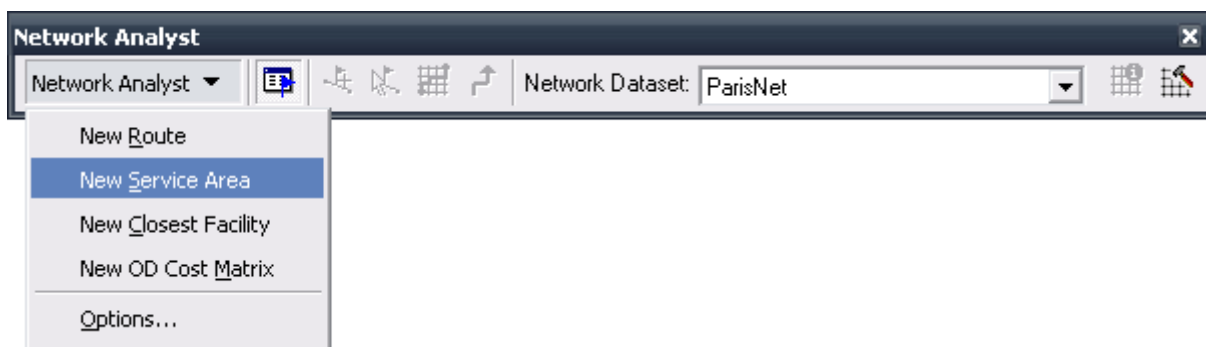 Network Analyst
Network Analyst Network Dataset: ParisNet
New Route
New Service Area
New Closest Facility
New OD Cost Matrix
Options...